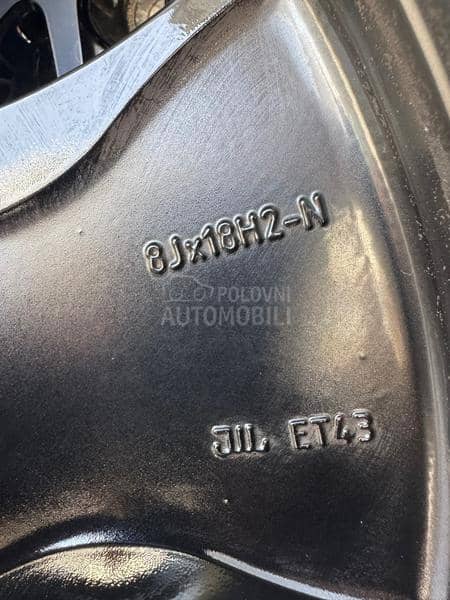 8Jx18H2-N
POLOVNI
AUTOMOBILI
JIL ET43